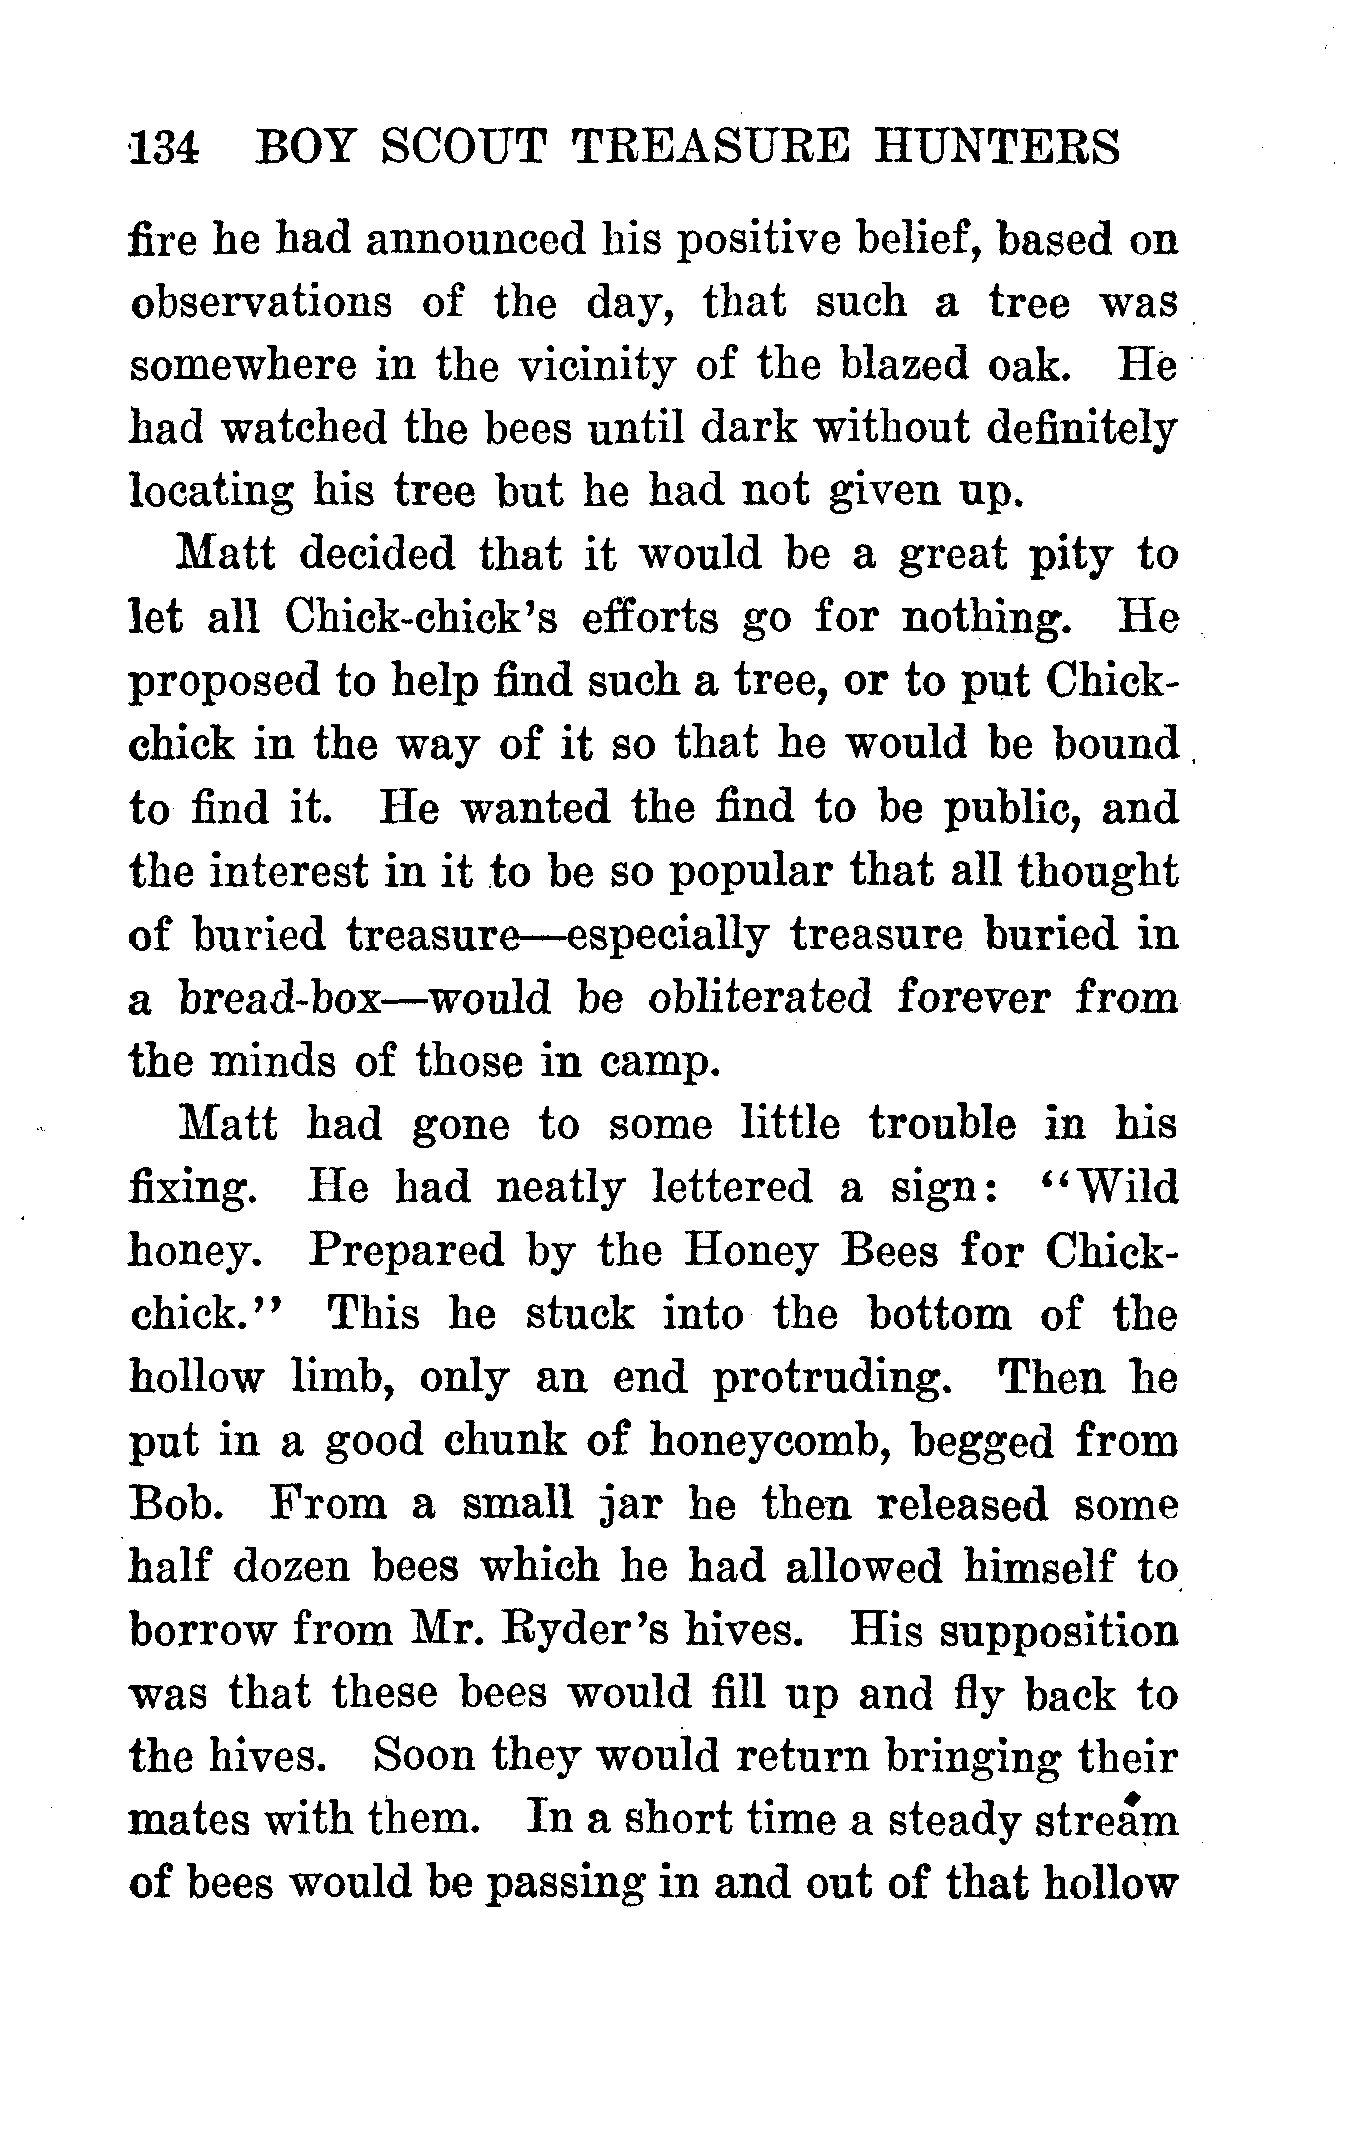 134 BOY SCOUT TREASURE HUNTERS
fire he had announced his positive belief, based on
observations of the day, that such a tree was
somewhere in the vicinity of the blazed oak. He
had watched the bees until dark without definitely
locating his tree but he had not given up.
Matt decided that it would be a great pity to
let all Chick-chick's efforts go for nothing. He
proposed to help find such a tree, or to put Chick-
chick in the way of it so that he would be bound
to find it. He wanted the find to be public, and
the interest in it to be so popular that all thought
of buried treasure—especially treasure buried in
a bread-box—would be obliterated forever from
the minds of those in camp.
Matt had gone to some little trouble in his
fixing. He had neatly lettered a sign: "Wild
honey. Prepared by the Honey Bees for Chick-
chick." This he stuck into the bottom of the
hollow limb, only an end protruding. Then he
put in a good chunk of honeycomb, begged from
Bob. From a small jar he then released some
half dozen bees which he had allowed himself to
borrow from Mr. Ryder's hives. His supposition
was that these bees would fill up and fly back to
the hives. Soon they would return bringing their
mates with them. In a short time a steady stream
of bees would be passing in and out of that hollow